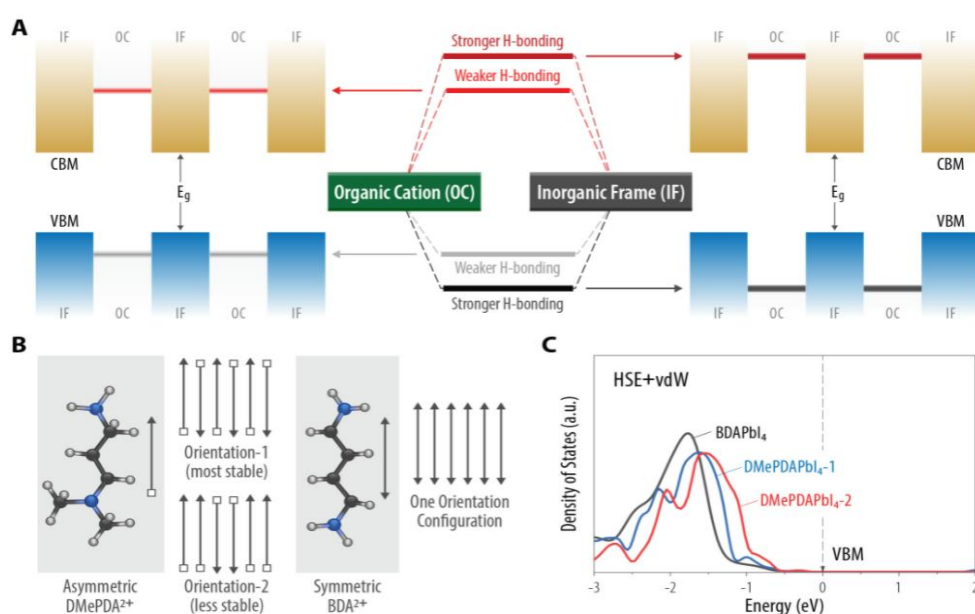 A
IF OC IF OC IF
CBM
E_g
VBM
IF OC IF OC IF
Stronger H-bonding
Weaker H-bonding
Organic Cation (OC)
Inorganic Frame (IF)
Weaker H-bonding
Stronger H-bonding
IF OC IF OC IF
CBM
E_g
VBM
IF OC IF OC IF
B
Asymmetric
DMePDA²⁺
Orientation-1
(most stable)
Orientation-2
(less stable)
Symmetric
BDA²⁺
One Orientation
Configuration
C
HSE+vdW
BDAPbI₄
DMePDAPbI₄-1
DMePDAPbI₄-2
VBM
Density of States (a.u.)
-3 -2 -1 0 1 2
Energy (eV)